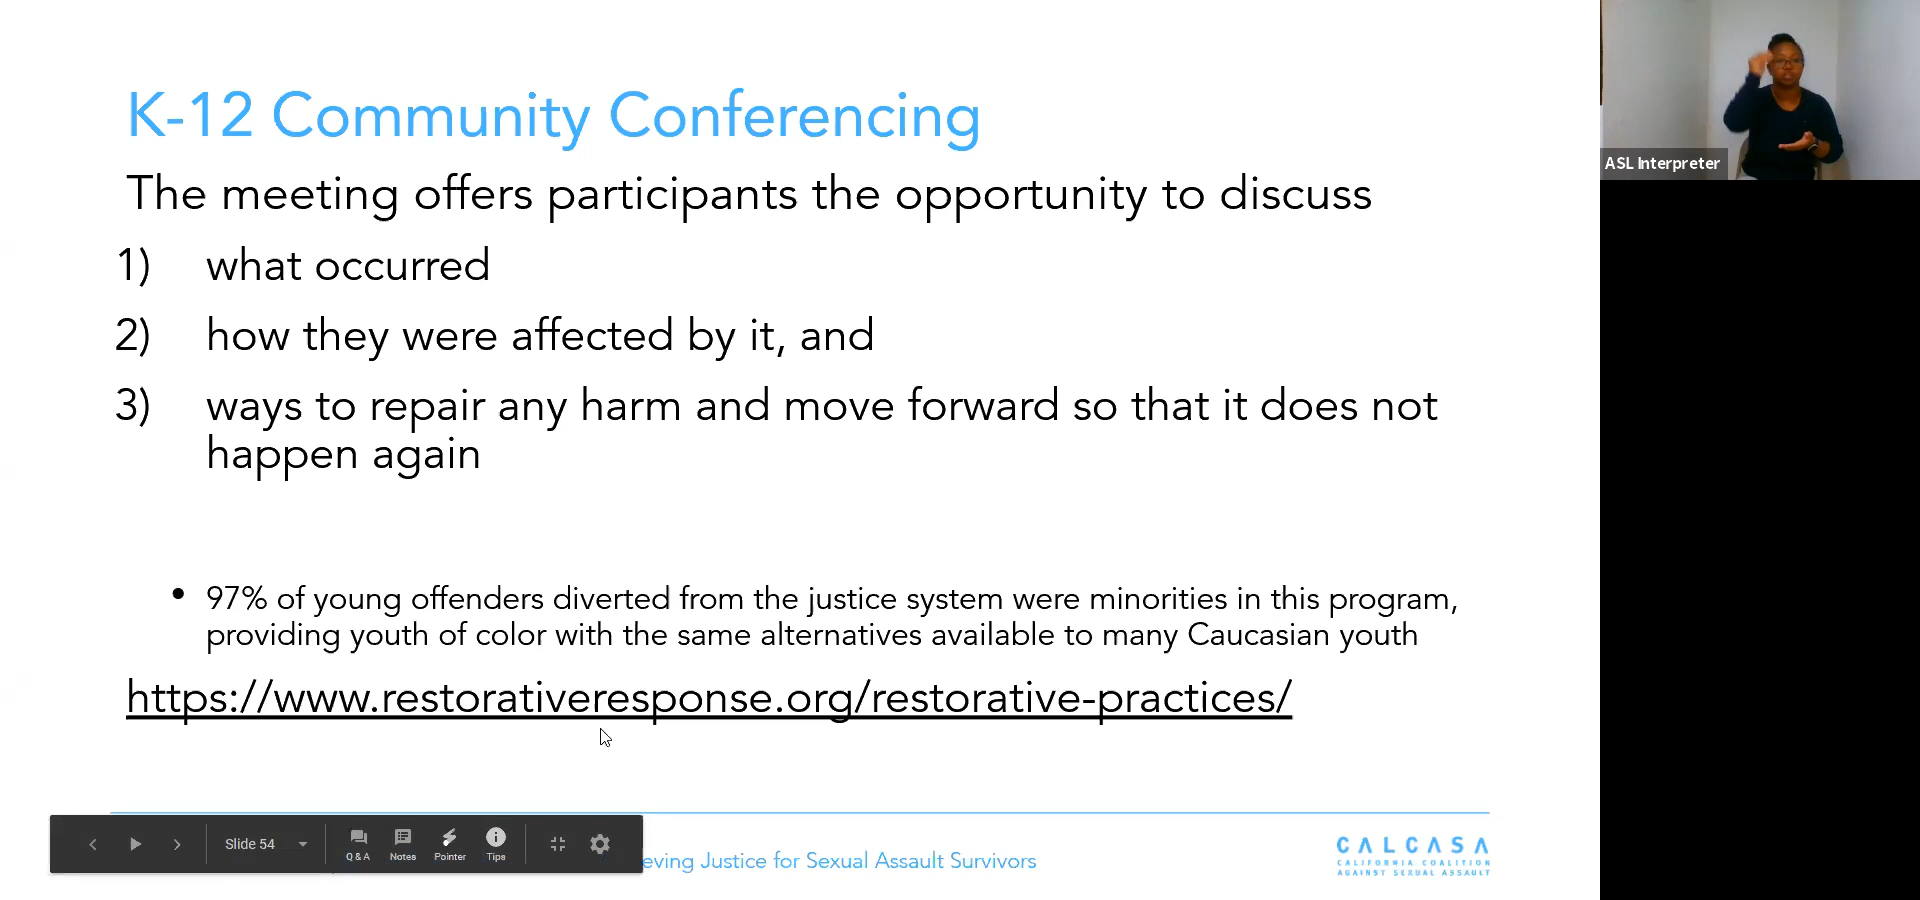 K-12 Community Conferencing
The meeting offers participants the opportunity to discuss
1) what occurred
2) how they were affected by it, and
3) ways to repair any harm and move forward so that it does not
happen again
• 97% of young offenders diverted from the justice system were minorities in this program,
providing youth of color with the same alternatives available to many Caucasian youth
https://www.restorativeresponse.org/restorative-practices/
Slide 54
Q & A
Notes
Pointer
Tips
eving Justice for Sexual Assault Survivors
CALCASA
CALIFORNIA COALITION
AGAINST SEXUAL ASSAULT
ASL Interpreter